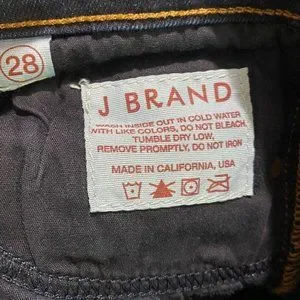 28
J BRAND
WASH INSIDE OUT IN COLD WATER
WITH LIKE COLORS, DO NOT BLEACH.
TUMBLE DRY LOW.
REMOVE PROMPTLY, DO NOT IRON
MADE IN CALIFORNIA, USA